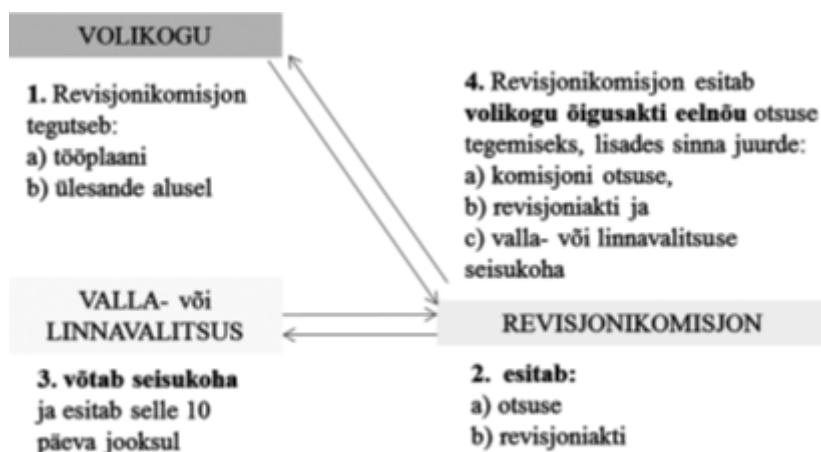 VOLIKOGU
1. Revisjonikomisjon
tegutseb:
a) tööplaani
b) ülesande alusel
4. Revisjonikomisjon esitab
volikogu õigusakti eelnõu otsuse
tegemiseks, lisades sinna juurde:
a) komisjoni otsuse,
b) revisjoniakti ja
c) valla- või linnavalitsuse
seisukoha
VALLA- või
LINNAVALITSUS
3. võtab seisukoha
ja esitab selle 10
päeva jooksul
REVISJONIKOMISJON
2. esitab:
a) otsuse
b) revisjoniakti